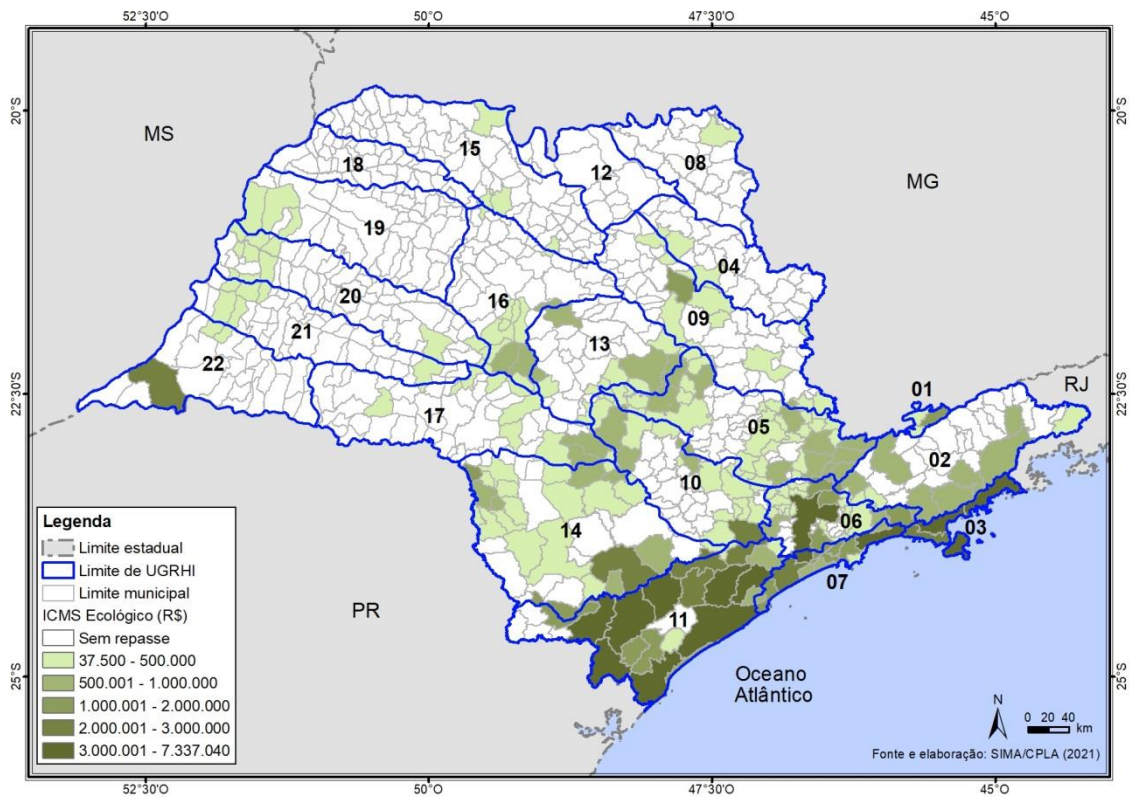 52°30'O 50°O 47°30'O 45°O
20°S 20°S
MS
15
18
12
08
MG
19
04
20
16
09
21
13
22
22°30'S 22°30'S
RJ
17
01
05
02
10
Legenda
Limite estadual
Limite de UGRHI
Limite municipal
ICMS Ecológico (R$)
Sem repasse
37.500 - 500.000
500.001 - 1.000.000
1.000.001 - 2.000.000
2.000.001 - 3.000.000
3.000.001 - 7.337.040
14
06
03
07
PR
11
25°S 25°S
Oceano
Atlântico
N
0 20 40
km
Fonte e elaboração: SIMA/CPLA (2021)
52°30'O 50°O 47°30'O 45°O